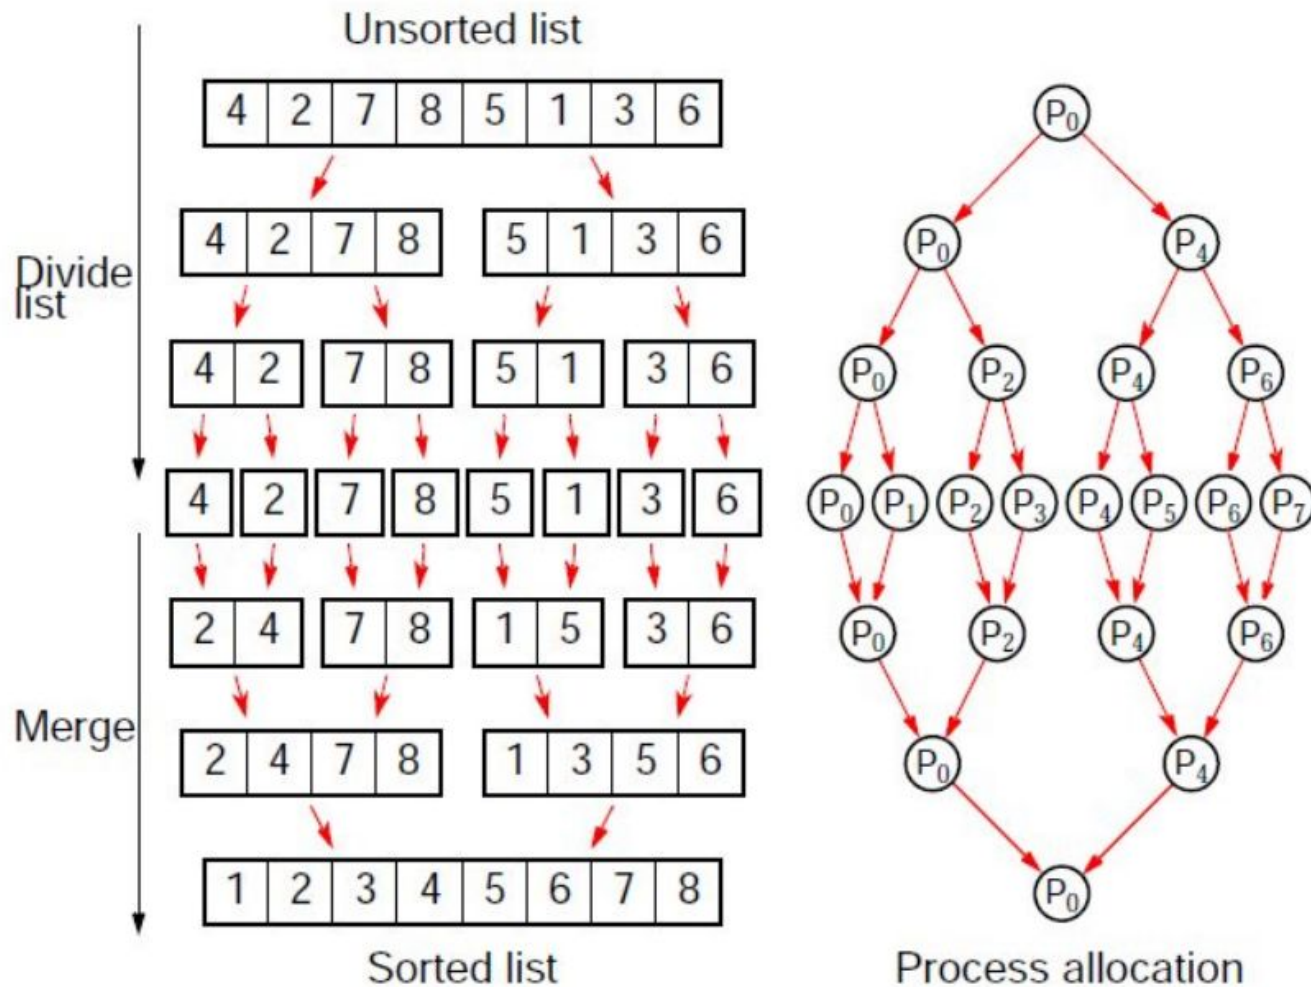 Unsorted list
4 2 7 8 5 1 3 6
P0
4 2 7 8 5 1 3 6
P0 P4
Divide
list
4 2 7 8 5 1 3 6
P0 P2 P4 P6
4 2 7 8 5 1 3 6
P0 P1 P2 P3 P4 P5 P6 P7
2 4 7 8 1 5 3 6
P0 P2 P4 P6
Merge
2 4 7 8 1 3 5 6
P0 P4
1 2 3 4 5 6 7 8
P0
Sorted list
Process allocation